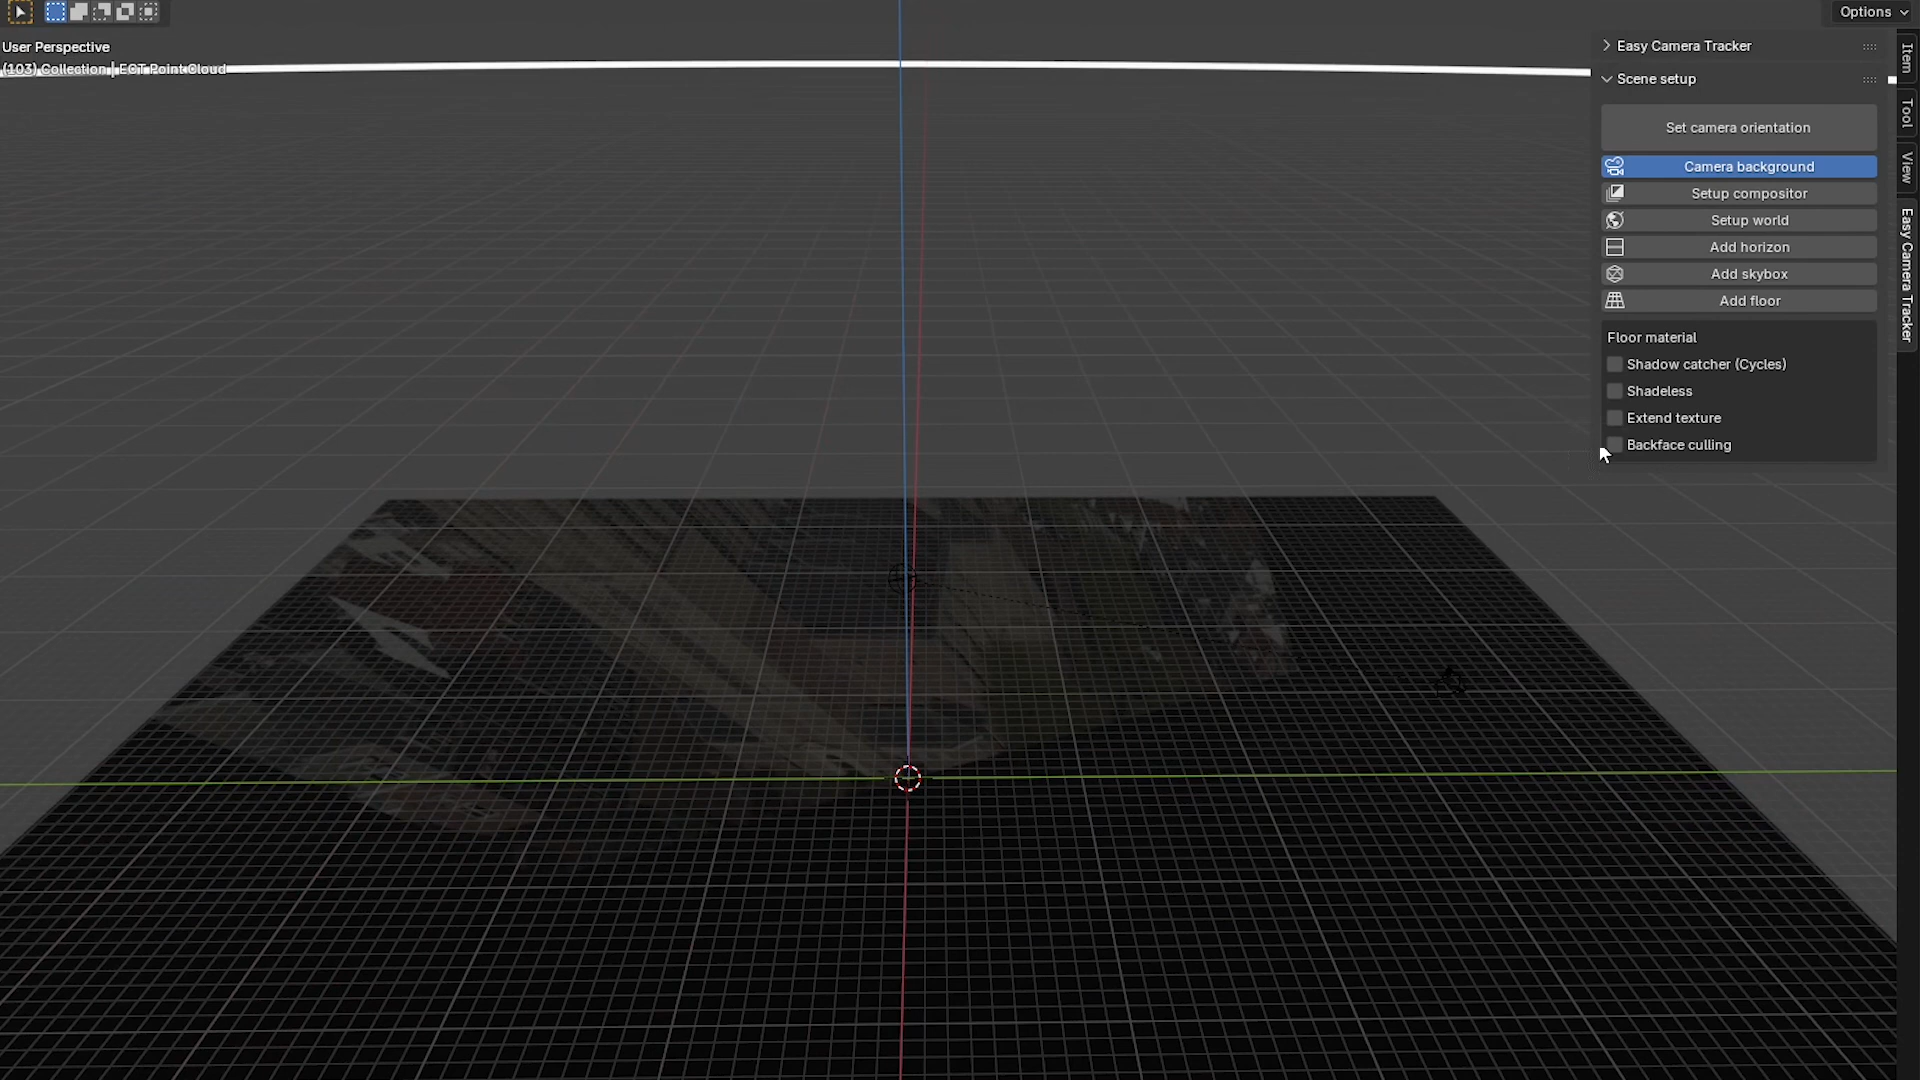 Options
User Perspective
(103) Collection | ECT Point Cloud
Easy Camera Tracker
Scene setup
Set camera orientation
Camera background
Setup compositor
Setup world
Add horizon
Add skybox
Add floor
Floor material
Shadow catcher (Cycles)
Shadeless
Extend texture
Backface culling
Item
Tool
View
Easy Camera Tracker